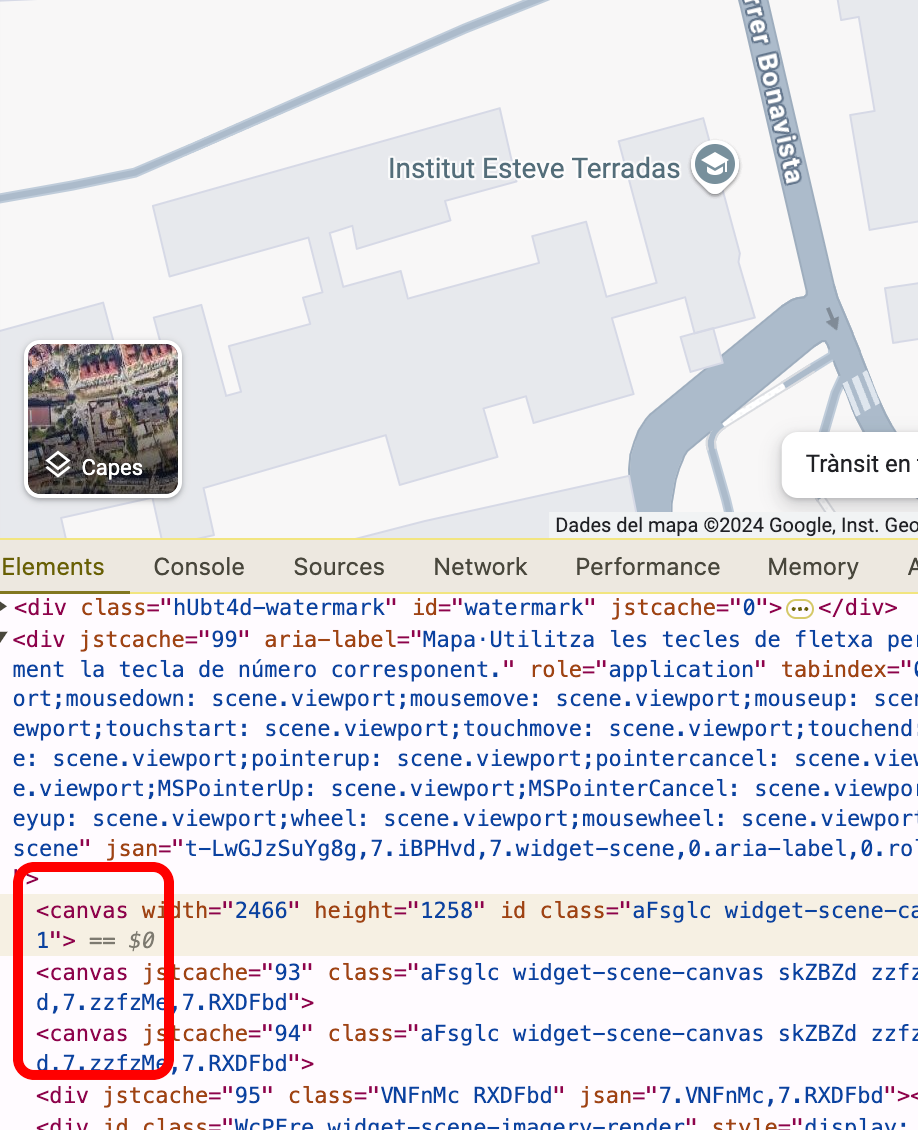 rrer Bonavista
Institut Esteve Terradas
Capes
Trànsit en t
Dades del mapa ©2024 Google, Inst. Geo
Elements Console Sources Network Performance Memory A
<div class="hUbt4d-watermark" id="watermark" jstcache="0">…</div>
<div jstcache="99" aria-label="Mapa·Utilitza les tecles de fletxa per
ment la tecla de número corresponent." role="application" tabindex="0
ort;mousedown: scene.viewport;mousemove: scene.viewport;mouseup: scen
ewport;touchstart: scene.viewport;touchmove: scene.viewport;touchend:
e: scene.viewport;pointerup: scene.viewport;pointercancel: scene.view
e.viewport;MSPointerUp: scene.viewport;MSPointerCancel: scene.viewpor
eyup: scene.viewport;wheel: scene.viewport;mousewheel: scene.viewport
scene" jsan="t-LwGJzSuYg8g,7.iBPHvd,7.widget-scene,0.aria-label,0.rol
">
<canvas width="2466" height="1258" id class="aFsglc widget-scene-ca
1"> == $0
<canvas jstcache="93" class="aFsglc widget-scene-canvas skZBZd zzfz
d,7.zzfzMe,7.RXDFbd">
<canvas jstcache="94" class="aFsglc widget-scene-canvas skZBZd zzfz
d,7.zzfzMe,7.RXDFbd">
<div jstcache="95" class="VNFnMc RXDFbd" jsan="7.VNFnMc,7.RXDFbd"><
<div id class="WcPEre widget-scene-imagery-render" style="display: